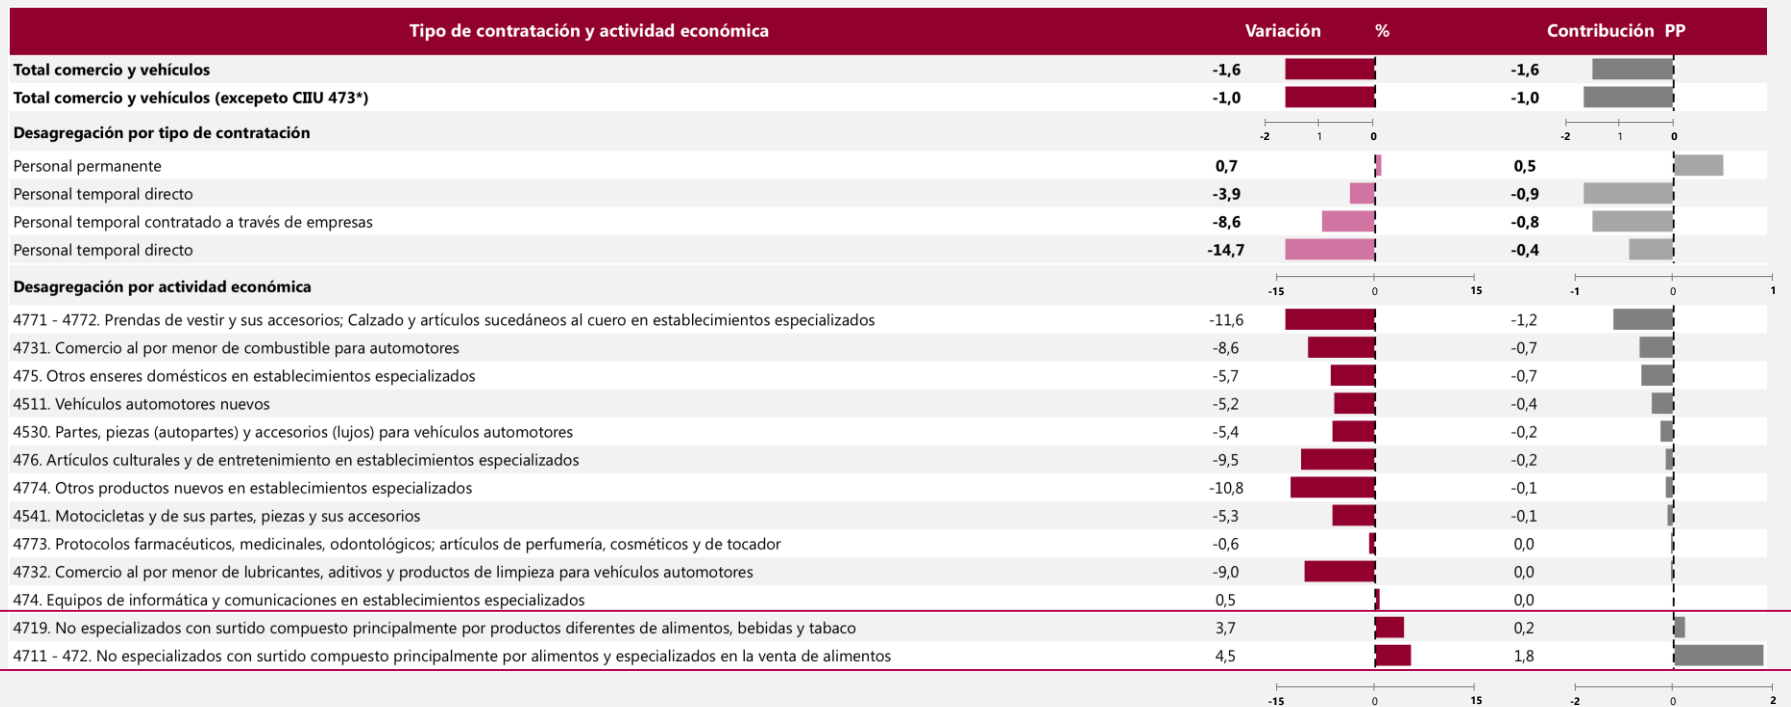 Tipo de contratación y actividad económica Variación % Contribución PP
Total comercio y vehículos -1,6 -1,6
Total comercio y vehículos (excepeto CIIU 473*) -1,0 -1,0
Desagregación por tipo de contratación -2 1 0 -2 1 0
Personal permanente 0,7 0,5
Personal temporal directo -3,9 -0,9
Personal temporal contratado a través de empresas -8,6 -0,8
Personal temporal directo -14,7 -0,4
Desagregación por actividad económica -15 0 15 -1 0 1
4771 - 4772. Prendas de vestir y sus accesorios; Calzado y artículos sucedáneos al cuero en establecimientos especializados -11,6 -1,2
4731. Comercio al por menor de combustible para automotores -8,6 -0,7
475. Otros enseres domésticos en establecimientos especializados -5,7 -0,7
4511. Vehículos automotores nuevos -5,2 -0,4
4530. Partes, piezas (autopartes) y accesorios (lujos) para vehículos automotores -5,4 -0,2
476. Artículos culturales y de entretenimiento en establecimientos especializados -9,5 -0,2
4774. Otros productos nuevos en establecimientos especializados -10,8 -0,1
4541. Motocicletas y de sus partes, piezas y sus accesorios -5,3 -0,1
4773. Protocolos farmacéuticos, medicinales, odontológicos; artículos de perfumería, cosméticos y de tocador -0,6 0,0
4732. Comercio al por menor de lubricantes, aditivos y productos de limpieza para vehículos automotores -9,0 0,0
474. Equipos de informática y comunicaciones en establecimientos especializados 0,5 0,0
4719. No especializados con surtido compuesto principalmente por productos diferentes de alimentos, bebidas y tabaco 3,7 0,2
4711 - 472. No especializados con surtido compuesto principalmente por alimentos y especializados en la venta de alimentos 4,5 1,8
-15 0 15 -2 0 2